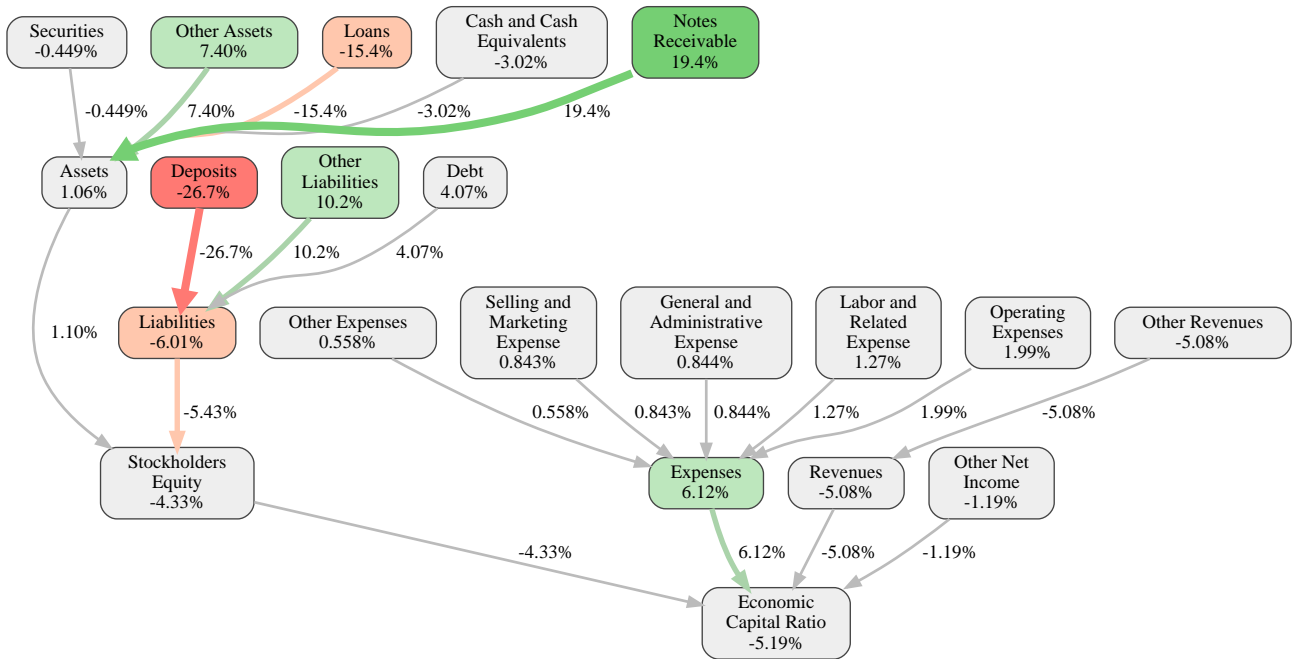 Securities
-0.449%
Other Assets
7.40%
Loans
-15.4%
Cash and Cash
Equivalents
-3.02%
Notes
Receivable
19.4%
-0.449%
7.40%
-15.4%
-3.02%
19.4%
Assets
1.06%
Deposits
-26.7%
Other
Liabilities
10.2%
Debt
4.07%
-26.7%
10.2%
4.07%
1.10%
Liabilities
-6.01%
Other Expenses
0.558%
Selling and
Marketing
Expense
0.843%
General and
Administrative
Expense
0.844%
Labor and
Related
Expense
1.27%
Operating
Expenses
1.99%
Other Revenues
-5.08%
-5.43%
0.558%
0.843%
0.844%
1.27%
1.99%
-5.08%
Stockholders
Equity
-4.33%
Expenses
6.12%
Revenues
-5.08%
Other Net
Income
-1.19%
-4.33%
6.12%
-5.08%
-1.19%
Economic
Capital Ratio
-5.19%